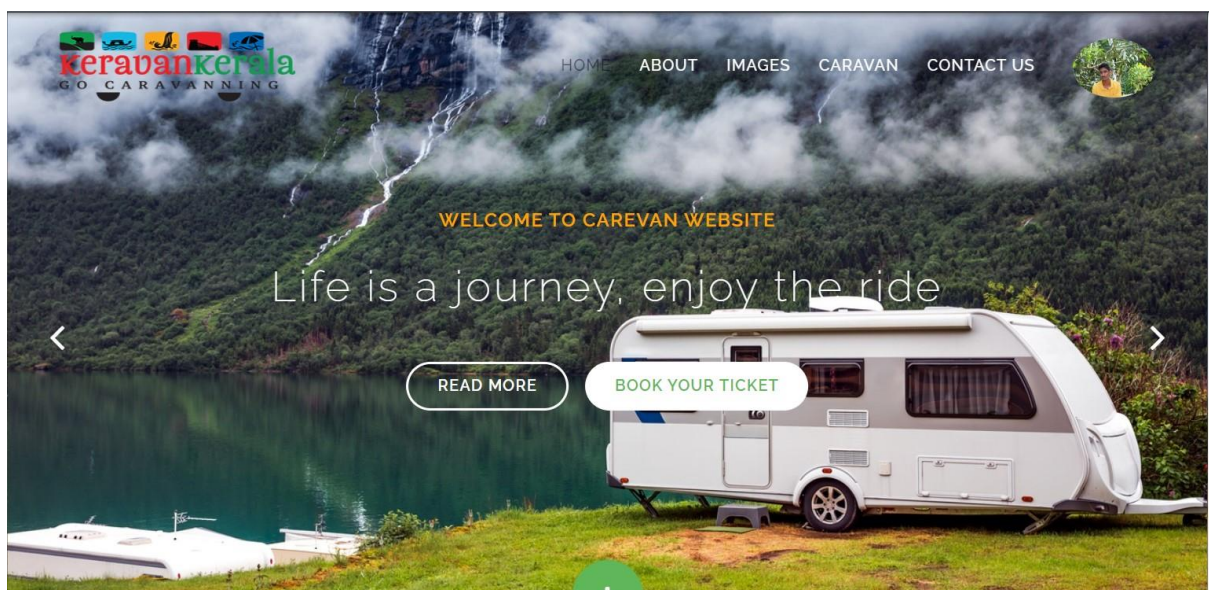 keravankerala
GO CARAVANNING
HOME ABOUT IMAGES CARAVAN CONTACT US
WELCOME TO CAREVAN WEBSITE
Life is a journey, enjoy the ride
READ MORE BOOK YOUR TICKET